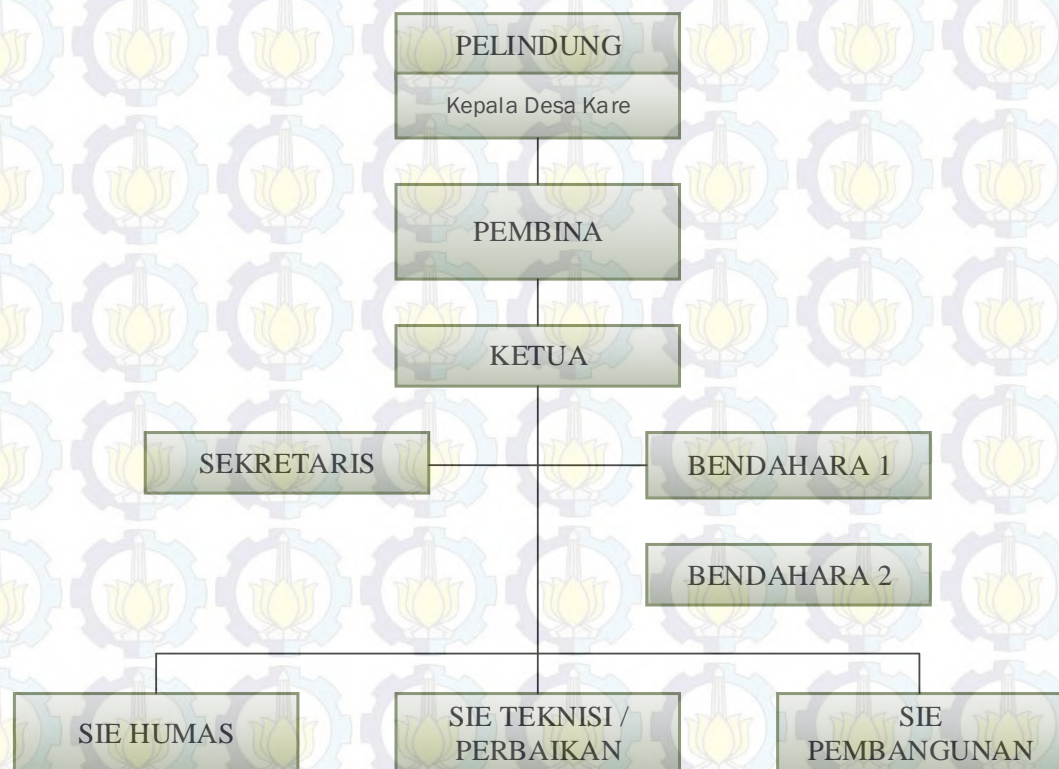 PELINDUNG
Kepala Desa Kare
PEMBINA
KETUA
SEKRETARIS
BENDAHARA 1
BENDAHARA 2
SIE HUMAS
SIE TEKNISI /
PERBAIKAN
SIE
PEMBANGUNAN